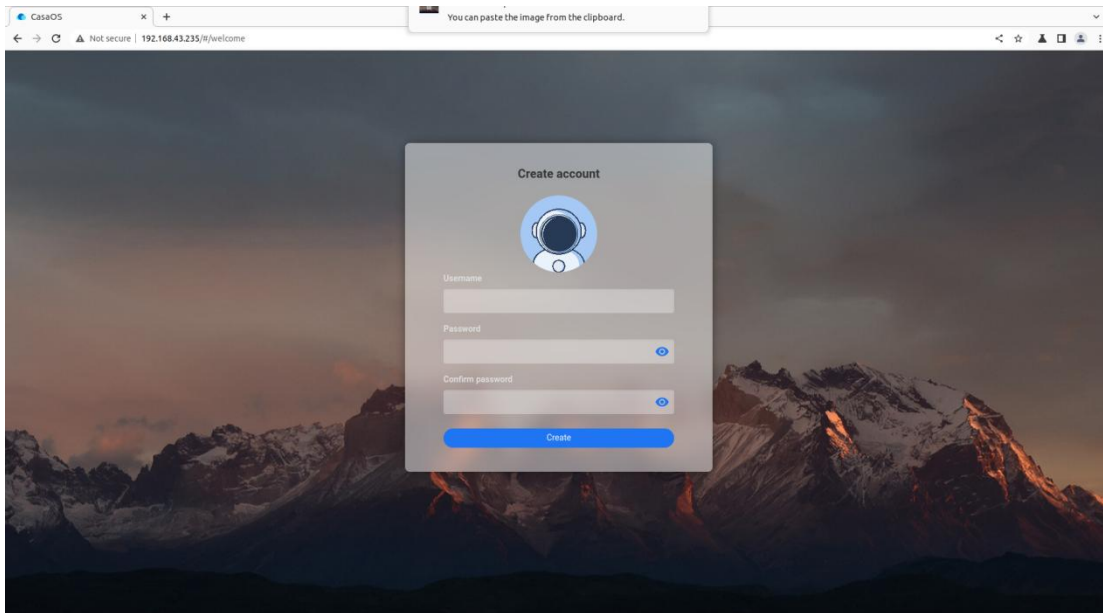 CasaOS
You can paste the image from the clipboard.
Not secure | 192.168.43.235/#/welcome
Create account
Username
Password
Confirm password
Create